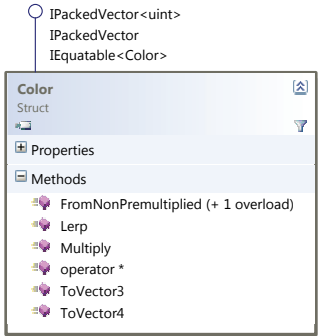 IPackedVector<uint>
IPackedVector
IEquatable<Color>
Color
Struct
Properties
Methods
FromNonPremultiplied (+ 1 overload)
Lerp
Multiply
operator *
ToVector3
ToVector4